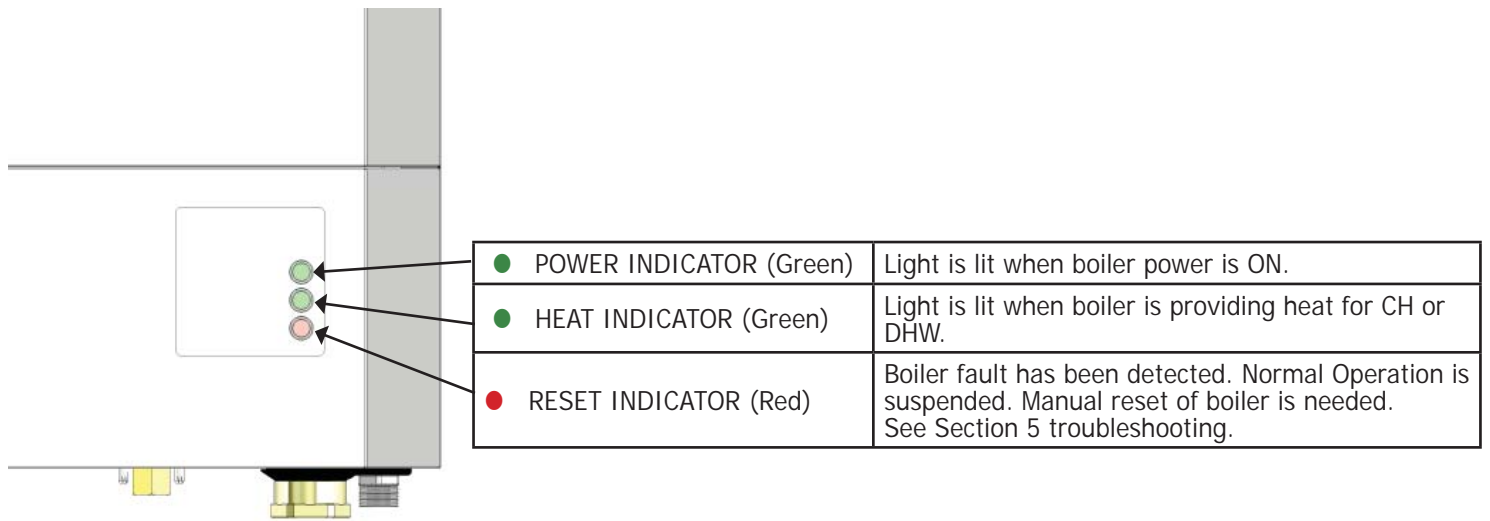 POWER INDICATOR (Green)
Light is lit when boiler power is ON.
HEAT INDICATOR (Green)
Light is lit when boiler is providing heat for CH or
DHW.
RESET INDICATOR (Red)
Boiler fault has been detected. Normal Operation is
suspended. Manual reset of boiler is needed.
See Section 5 troubleshooting.